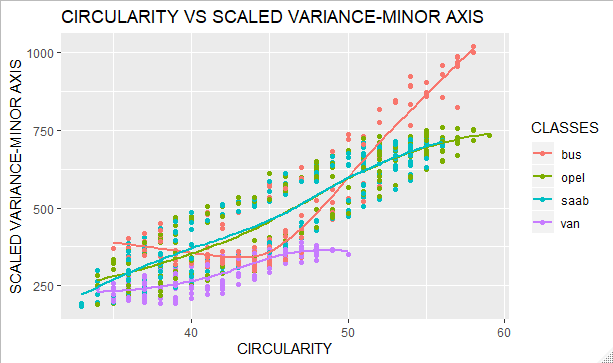 CIRCULARITY VS SCALED VARIANCE-MINOR AXIS
SCALED VARIANCE-MINOR AXIS
1000
750
500
250
40
50
60
CIRCULARITY
CLASSES
bus
opel
saab
van